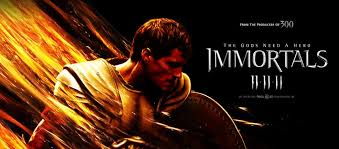 FROM THE PRODUCERS OF 300
THE GODS NEED A HERO
IMMORTALS
11·11·11